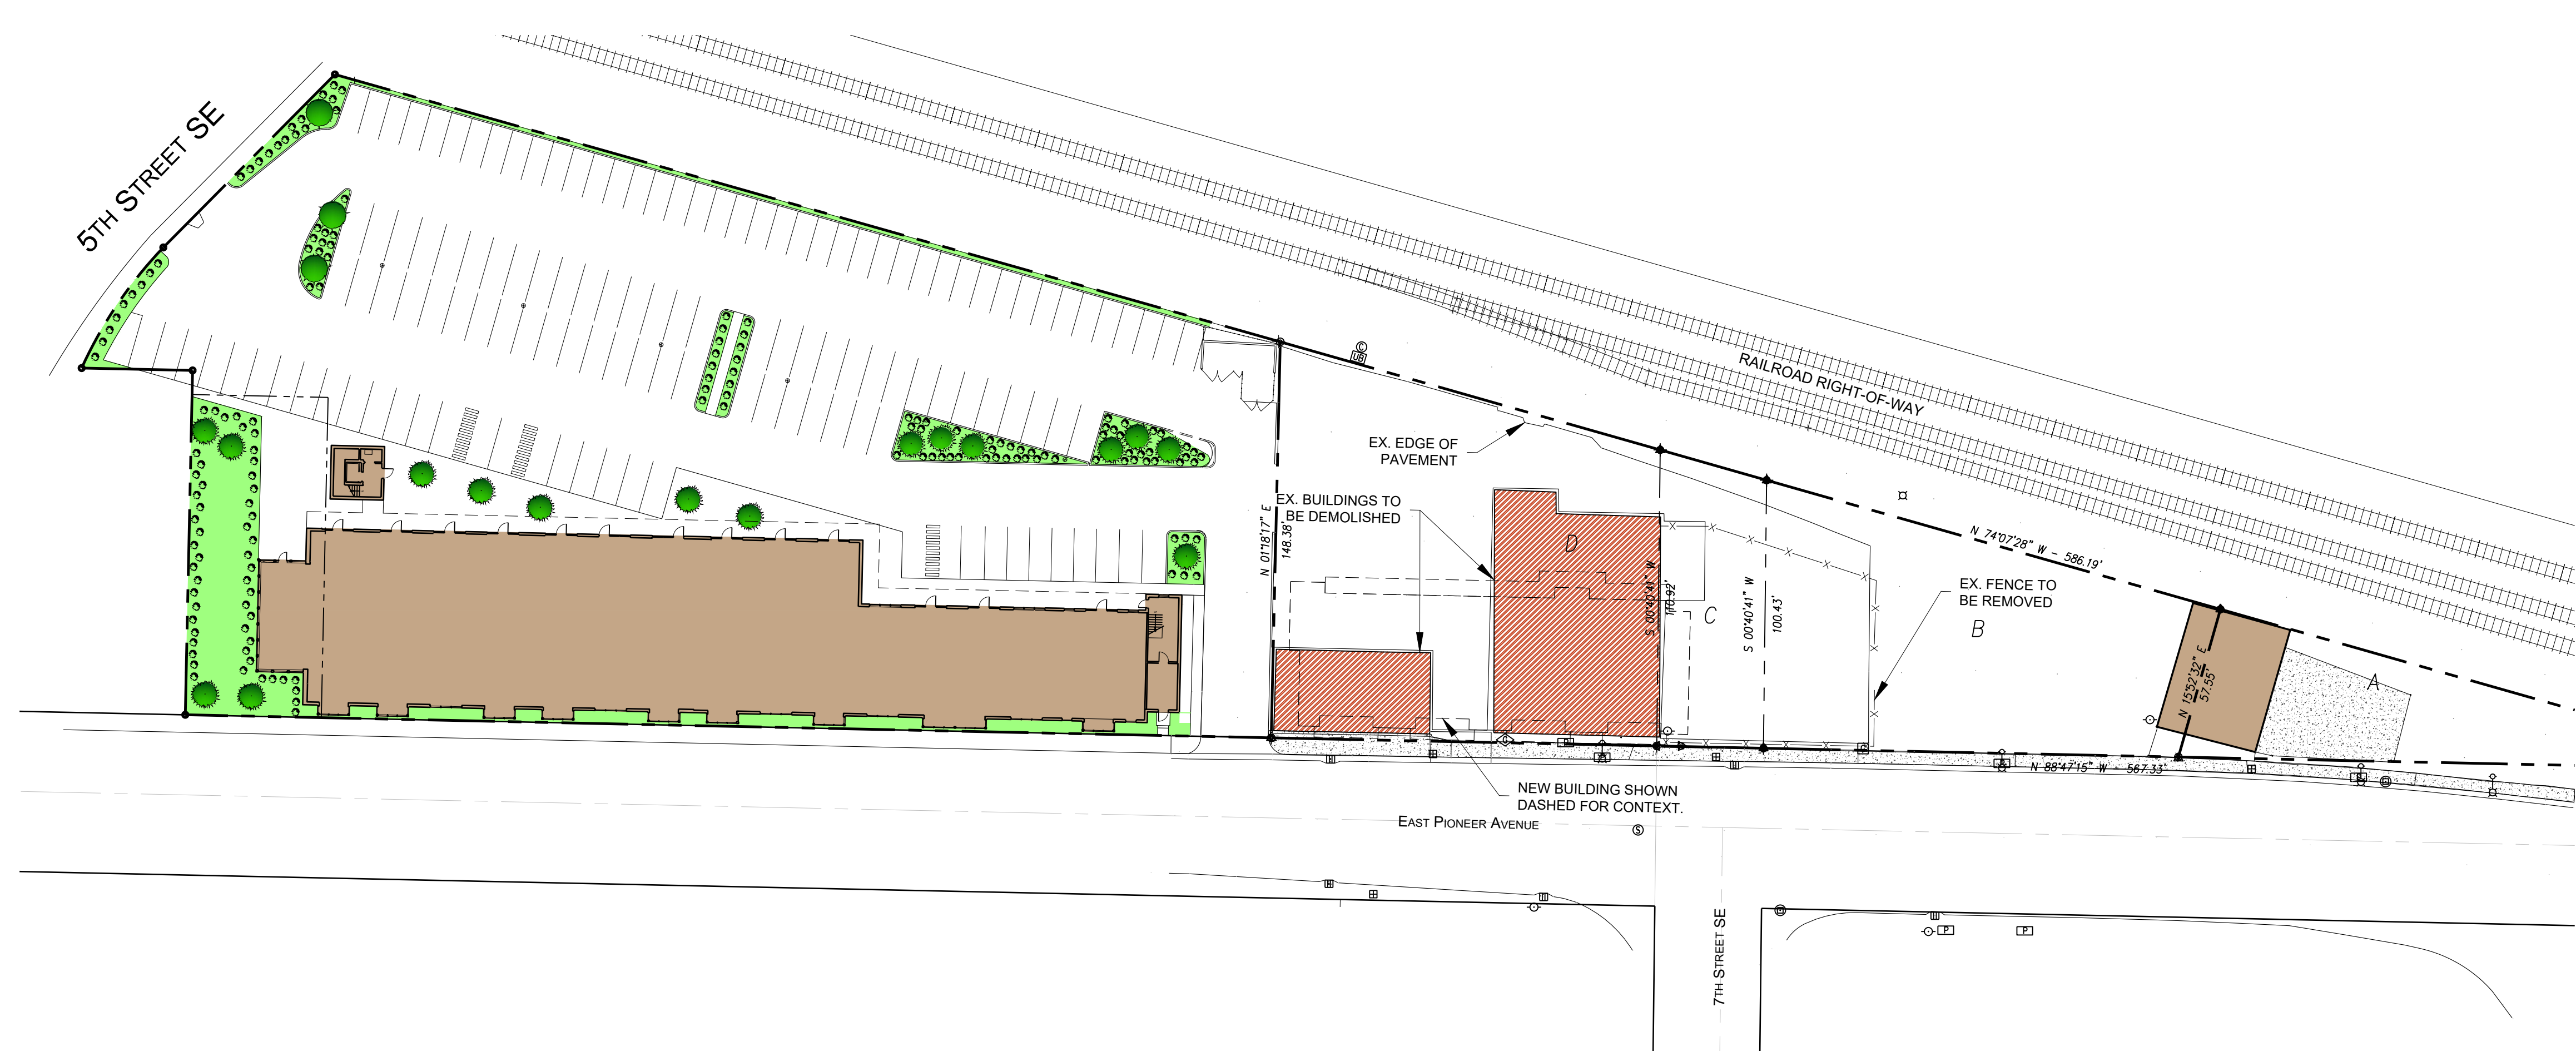 5TH STREET SE
RAILROAD RIGHT-OF-WAY
C
UB
EX. EDGE OF
PAVEMENT
EX. BUILDINGS TO
BE DEMOLISHED
N 01°18'17" E
148.38'
D
S 00°40'41" W
110.92'
C
S 00°40'41" W
100.43'
N 74°07'28" W - 586.19'
EX. FENCE TO
BE REMOVED
B
N 15°52'32" E
57.55'
A
N 88°47'15" W - 567.33'
NEW BUILDING SHOWN
DASHED FOR CONTEXT.
EAST PIONEER AVENUE
S
7TH STREET SE
P
P